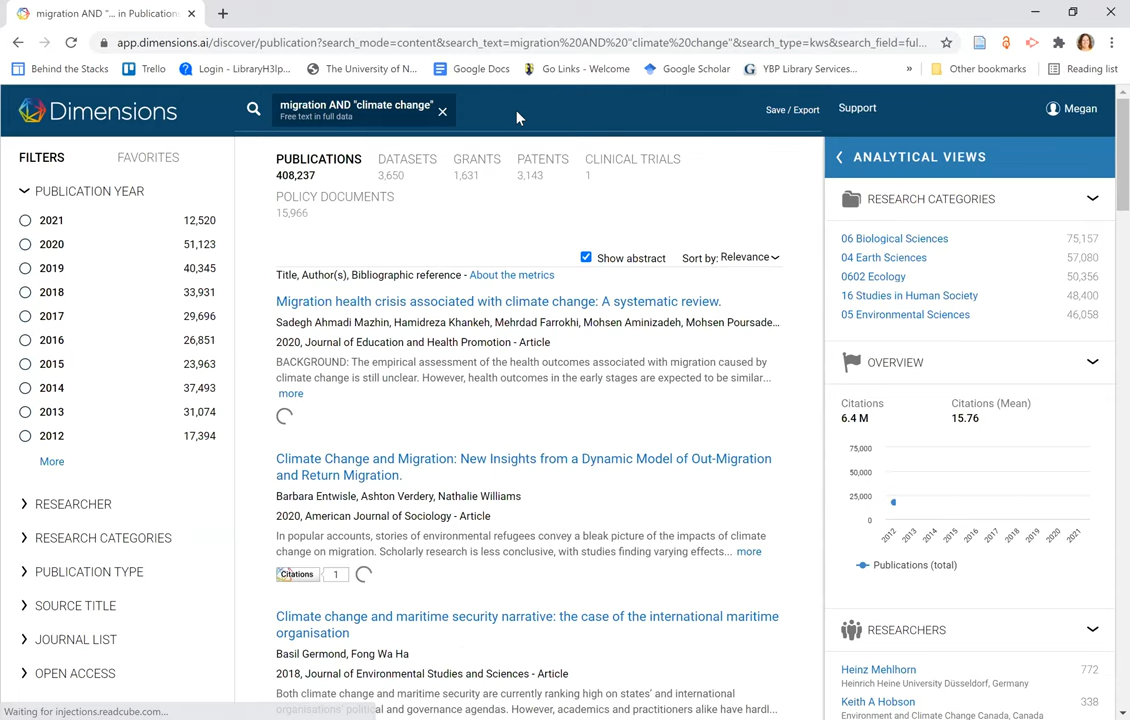 migration AND "... in Publication
app.dimensions.ai/discover/publication?search_mode=content&search_text=migration%20AND%20"climate%20change"&search_type=kws&search_field=ful...
Behind the Stacks
Trello
Login - LibraryH3lp...
The University of N...
Google Docs
Go Links - Welcome
Google Scholar
YBP Library Services...
»
Other bookmarks
Reading list
Dimensions
migration AND "climate change"
Free text in full data
Save / Export
Support
Megan
FILTERS
FAVORITES
PUBLICATION YEAR
2021 12,520
2020 51,123
2019 40,345
2018 33,931
2017 29,696
2016 26,851
2015 23,963
2014 37,493
2013 31,074
2012 17,394
More
RESEARCHER
RESEARCH CATEGORIES
PUBLICATION TYPE
SOURCE TITLE
JOURNAL LIST
OPEN ACCESS
Waiting for injections.readcube.com...
PUBLICATIONS
408,237
DATASETS
3,650
GRANTS
1,631
PATENTS
3,143
CLINICAL TRIALS
1
POLICY DOCUMENTS
15,966
Show abstract
Sort by: Relevance
Title, Author(s), Bibliographic reference - About the metrics
Migration health crisis associated with climate change: A systematic review.
Sadegh Ahmadi Mazhin, Hamidreza Khankeh, Mehrdad Farrokhi, Mohsen Aminizadeh, Mohsen Poursade...
2020, Journal of Education and Health Promotion - Article
BACKGROUND: The empirical assessment of the health outcomes associated with migration caused by
climate change is still unclear. However, health outcomes in the early stages are expected to be similar...
more
Climate Change and Migration: New Insights from a Dynamic Model of Out-Migration
and Return Migration.
Barbara Entwisle, Ashton Verdery, Nathalie Williams
2020, American Journal of Sociology - Article
In popular accounts, stories of environmental refugees convey a bleak picture of the impacts of climate
change on migration. Scholarly research is less conclusive, with studies finding varying effects... more
Citations 1
Climate change and maritime security narrative: the case of the international maritime
organisation
Basil Germond, Fong Wa Ha
2018, Journal of Environmental Studies and Sciences - Article
Both climate change and maritime security are currently ranking high on states' and international
organisations' political and governance agendas. However, academics and practitioners alike have hardl...
ANALYTICAL VIEWS
RESEARCH CATEGORIES
06 Biological Sciences 75,157
04 Earth Sciences 57,080
0602 Ecology 50,356
16 Studies in Human Society 48,400
05 Environmental Sciences 46,058
OVERVIEW
Citations
6.4 M
Citations (Mean)
15.76
75,000
50,000
25,000
0
2012 2013 2014 2015 2016 2017 2018 2019 2020 2021
Publications (total)
RESEARCHERS
Heinz Mehlhorn 772
Heinrich Heine University Düsseldorf, Germany
Keith A Hobson 338
Environment and Climate Change Canada, Canada